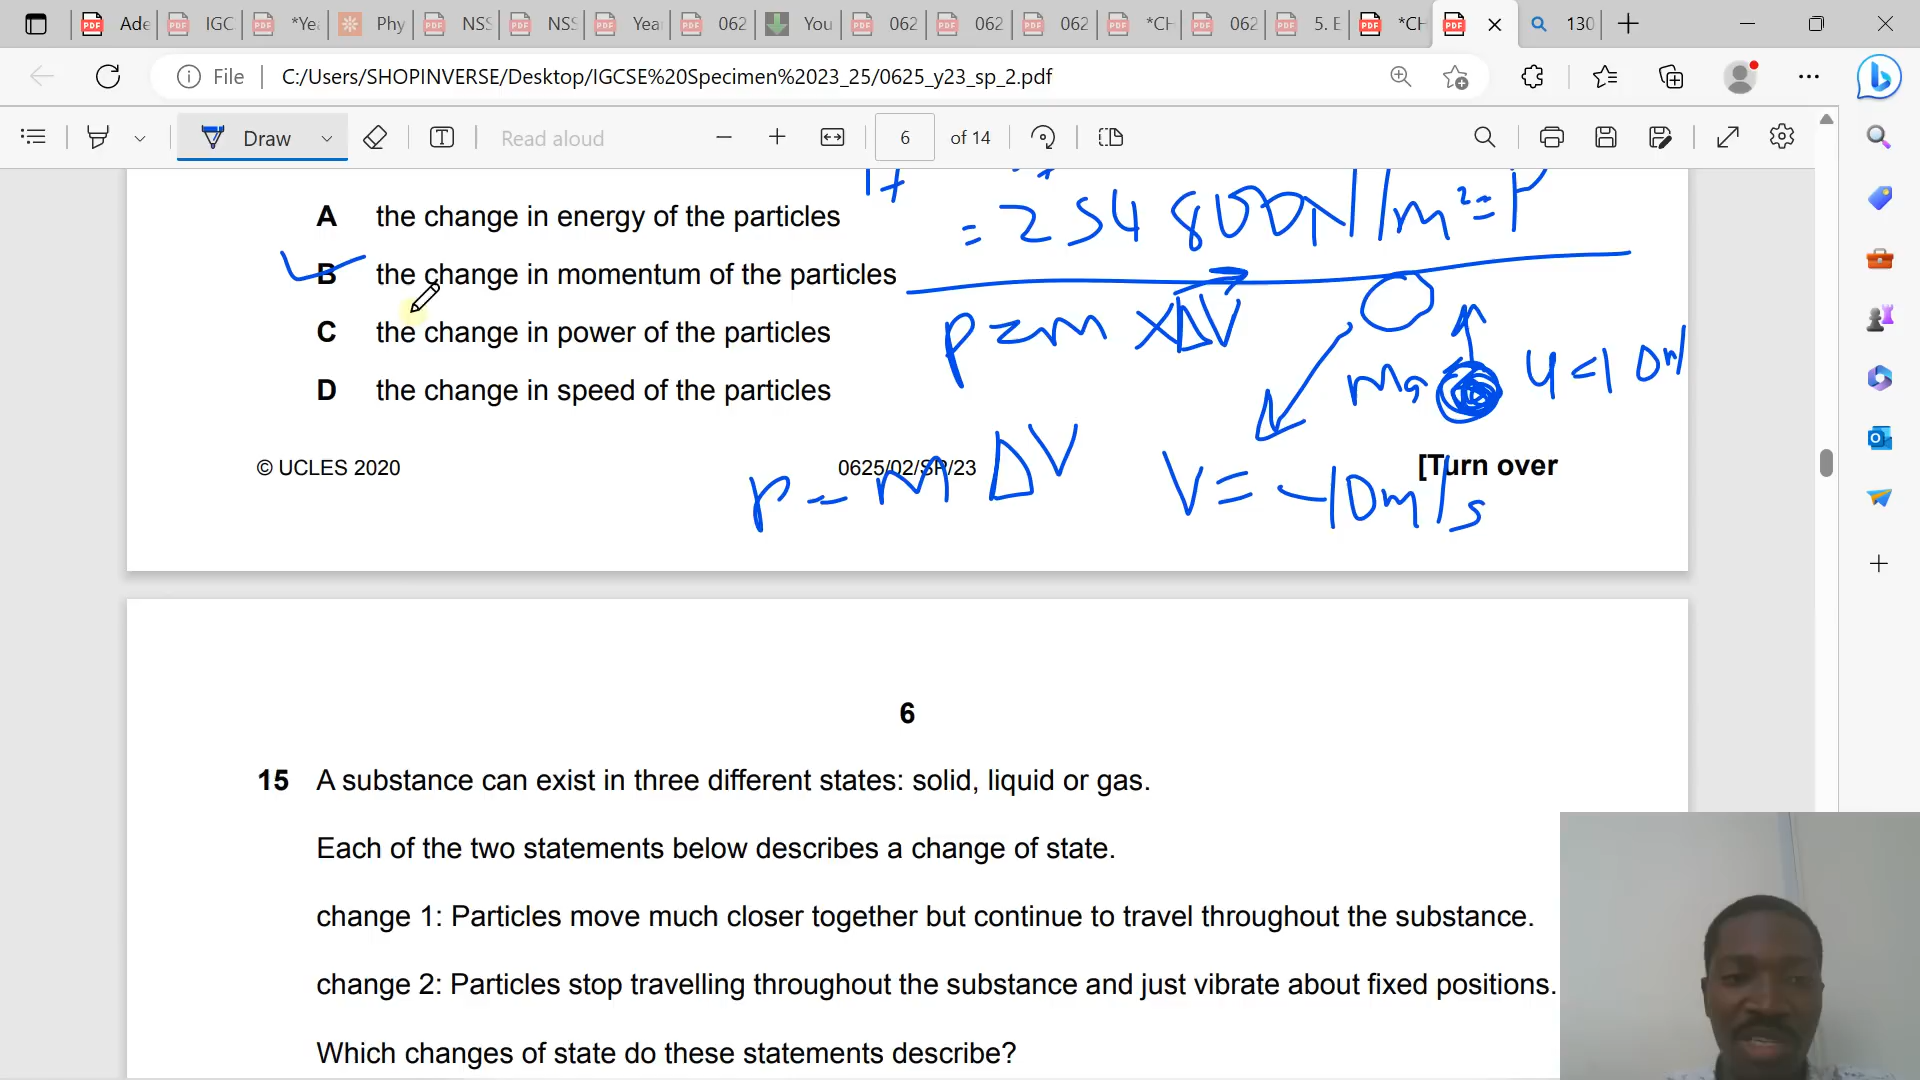 Ade
IGC
*Yea
Phy
NSS
NSS
Yea
062
You
062
062
062
*CH
062
5. E
*CH
130
File
C:/Users/SHOPINVERSE/Desktop/IGCSE%20Specimen%2023_25/0625_y23_sp_2.pdf
Draw
Read aloud
6 of 14
= 254 800N/m² = P
A the change in energy of the particles
B the change in momentum of the particles
C the change in power of the particles
D the change in speed of the particles
P = m x ΔV
u = 10m/
p = m ΔV
V = -10m/s
© UCLES 2020
0625/02/SP/23
[Turn over
6
15 A substance can exist in three different states: solid, liquid or gas.
Each of the two statements below describes a change of state.
change 1: Particles move much closer together but continue to travel throughout the substance.
change 2: Particles stop travelling throughout the substance and just vibrate about fixed positions.
Which changes of state do these statements describe?